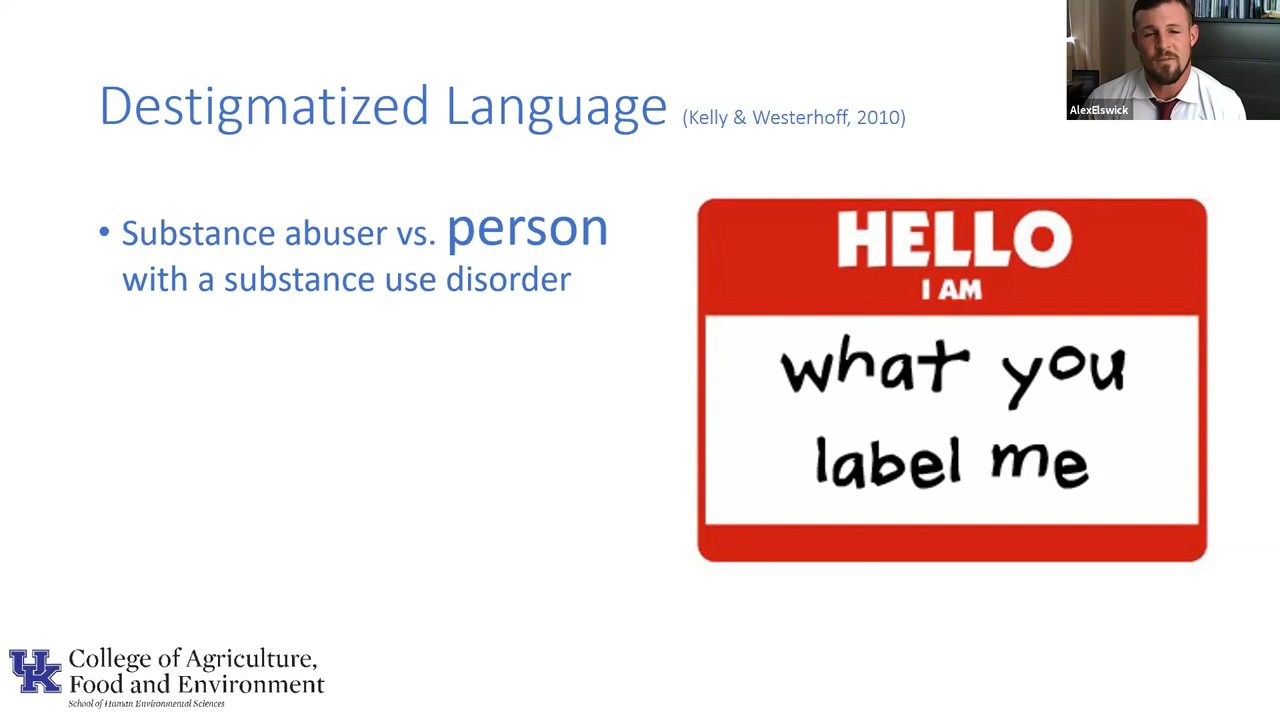 AlexElswick
Destigmatized Language (Kelly & Westerhoff, 2010)
• Substance abuser vs. person
with a substance use disorder
HELLO
I AM
what you
label me
UK
College of Agriculture,
Food and Environment
School of Human Environmental Sciences